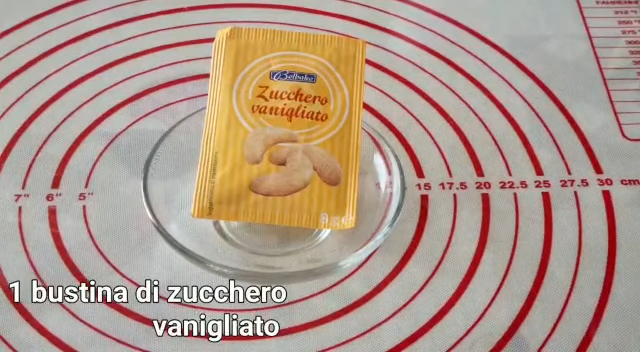 FAHRENHE
Belbake
Zucchero
vanigliato
7" 6" 5" 15 17.5 20 22.5 25 27.5 30 cm
1 bustina di zucchero
vanigliato